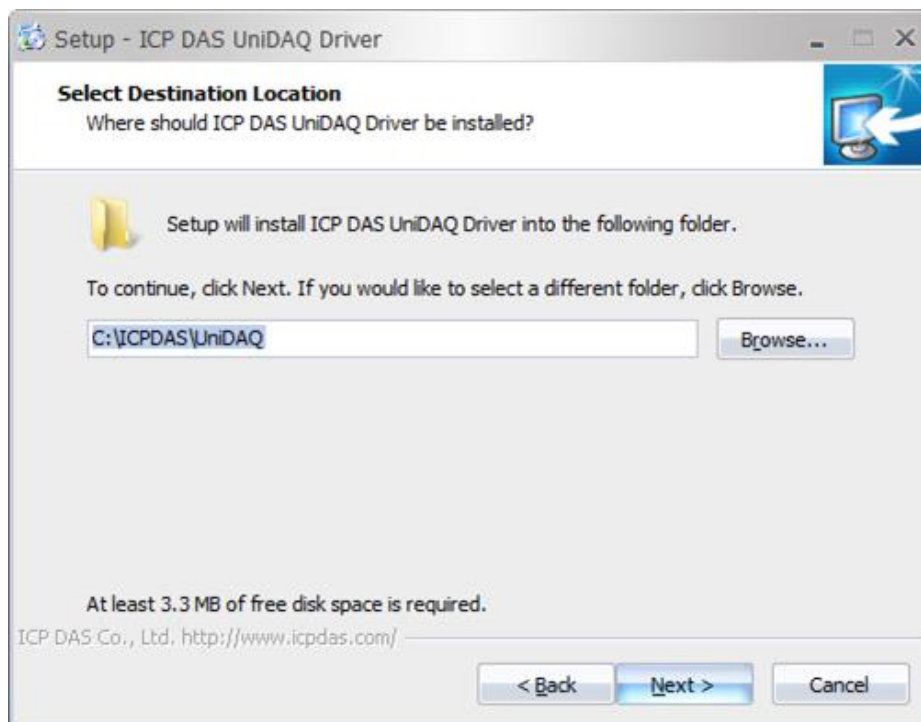 Setup - ICP DAS UniDAQ Driver
Select Destination Location
Where should ICP DAS UniDAQ Driver be installed?
Setup will install ICP DAS UniDAQ Driver into the following folder.
To continue, click Next. If you would like to select a different folder, click Browse.
C:\ICPDAS\UniDAQ
Browse...
At least 3.3 MB of free disk space is required.
ICP DAS Co., Ltd. http://www.icpdas.com/
< Back
Next >
Cancel